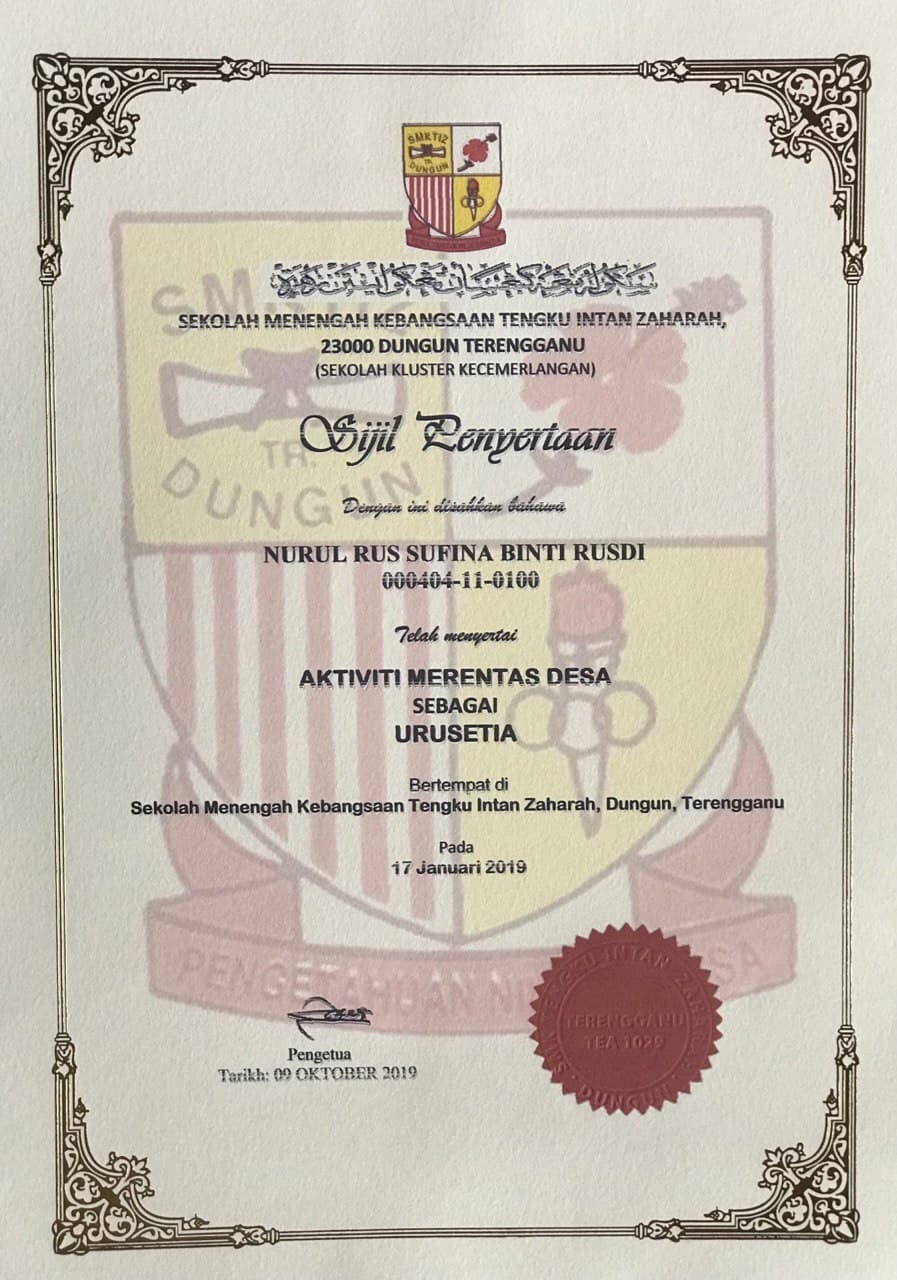 SMKTIZ
TR.
DUNGUN
SEKOLAH MENENGAH KEBANGSAAN TENGKU INTAN ZAHARAH,
23000 DUNGUN TERENGGANU
(SEKOLAH KLUSTER KECEMERLANGAN)
Sijil Penyertaan
Dengan ini disahkan bahawa
NURUL RUS SUFINA BINTI RUSDI
000404-11-0100
Telah menyertai
AKTIVITI MERENTAS DESA
SEBAGAI
URUSETIA
Bertempat di
Sekolah Menengah Kebangsaan Tengku Intan Zaharah, Dungun, Terengganu
Pada
17 Januari 2019
TR.
DUNGUN
PENGETAHUAN
Pengetua
Tarikh: 09 OKTOBER 2019
TENGKU INTAN ZAHARAH
TERENGGANU
TEA 1029
DUNGUN